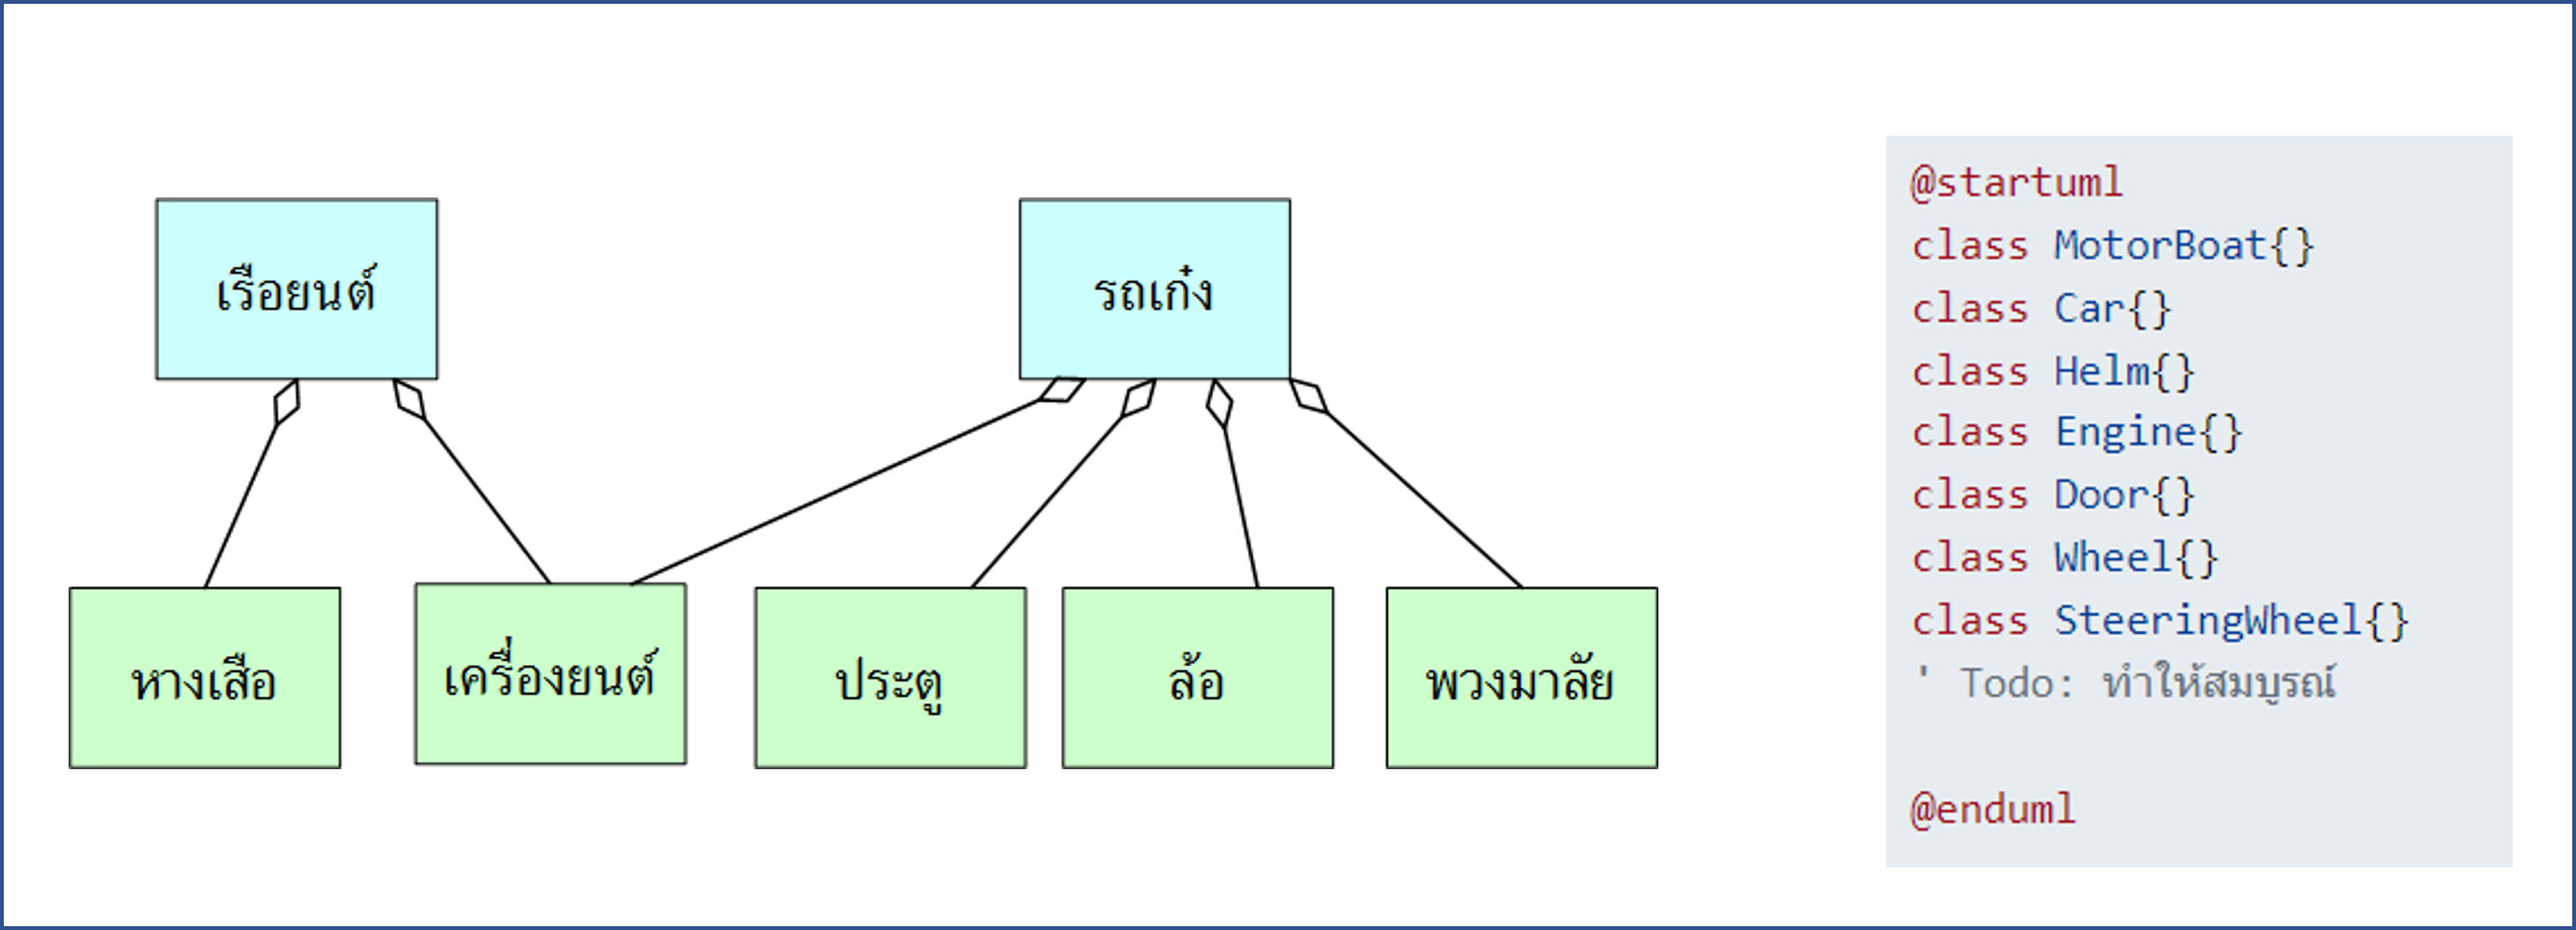 เรือยนต์
รถเก๋ง
หางเสือ
เครื่องยนต์
ประตู
ล้อ
พวงมาลัย
@startuml
class MotorBoat{}
class Car{}
class Helm{}
class Engine{}
class Door{}
class Wheel{}
class SteeringWheel{}
' Todo: ทำให้สมบูรณ์
@enduml